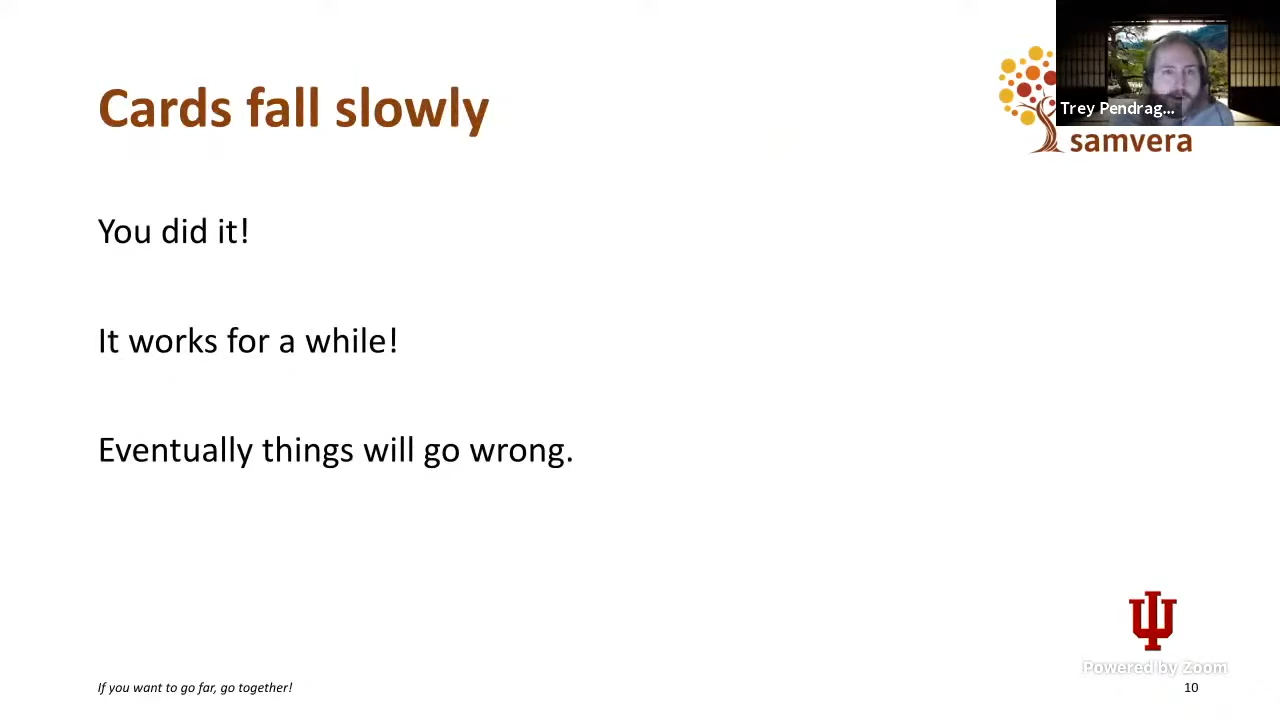 Cards fall slowly
Trey Pendrag...
samvera
You did it!
It works for a while!
Eventually things will go wrong.
Powered by Zoom
If you want to go far, go together!
10